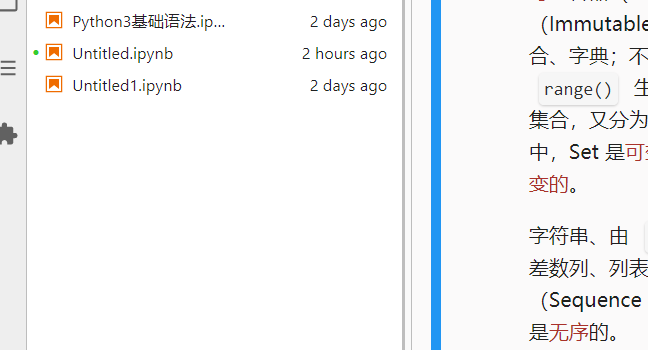 Python3基础语法.ip... 2 days ago
Untitled.ipynb 2 hours ago
Untitled1.ipynb 2 days ago
(Immutable
合、字典；不
range() 生
集合，又分为
中，Set 是可变
变的。
字符串、由
差数列、列表
(Sequence
是无序的。